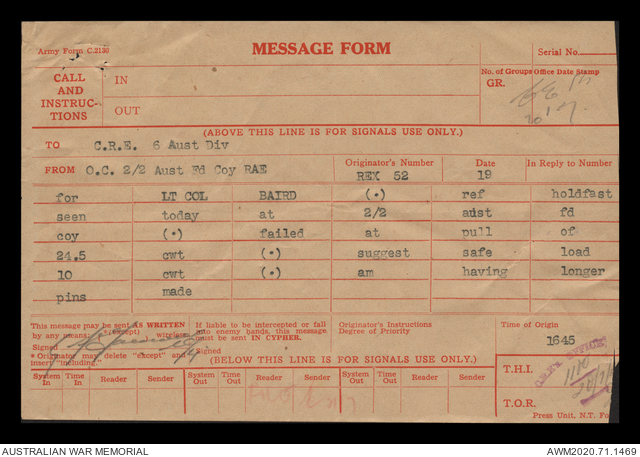 Army Form C.2130
MESSAGE FORM
Serial No.
CALL AND INSTRUC- TIONS
IN
OUT
No. of Groups
GR.
Office Date Stamp
(ABOVE THIS LINE IS FOR SIGNALS USE ONLY.)
TO C.R.E. 6 Aust Div
FROM O.C. 2/2 Aust Fd Coy RAE
Originator's Number
REX 52
Date
19
In Reply to Number
for LT COL BAIRD (.) ref holdfast
seen today at 2/2 aust fd
coy (.) failed at pull of
24.5 cwt (.) suggest safe load
10 cwt (.) am having longer
pins made
This message may be sent AS WRITTEN
by any means; (except) wireless
Signed
* Originator may delete "except" and
insert "including."
If liable to be intercepted or fall
into enemy hands, this message
must be sent IN CYPHER.
Signed
Originator's Instructions
Degree of Priority
Time of Origin
1645
(BELOW THIS LINE IS FOR SIGNALS USE ONLY.)
T.H.I.
System In
Time In
Reader
Sender
System Out
Time Out
Reader
Sender
System Out
Time Out
Reader
Sender
T.O.R.
Press Unit, N.T. Fo
AUSTRALIAN WAR MEMORIAL
AWM2020.71.1469